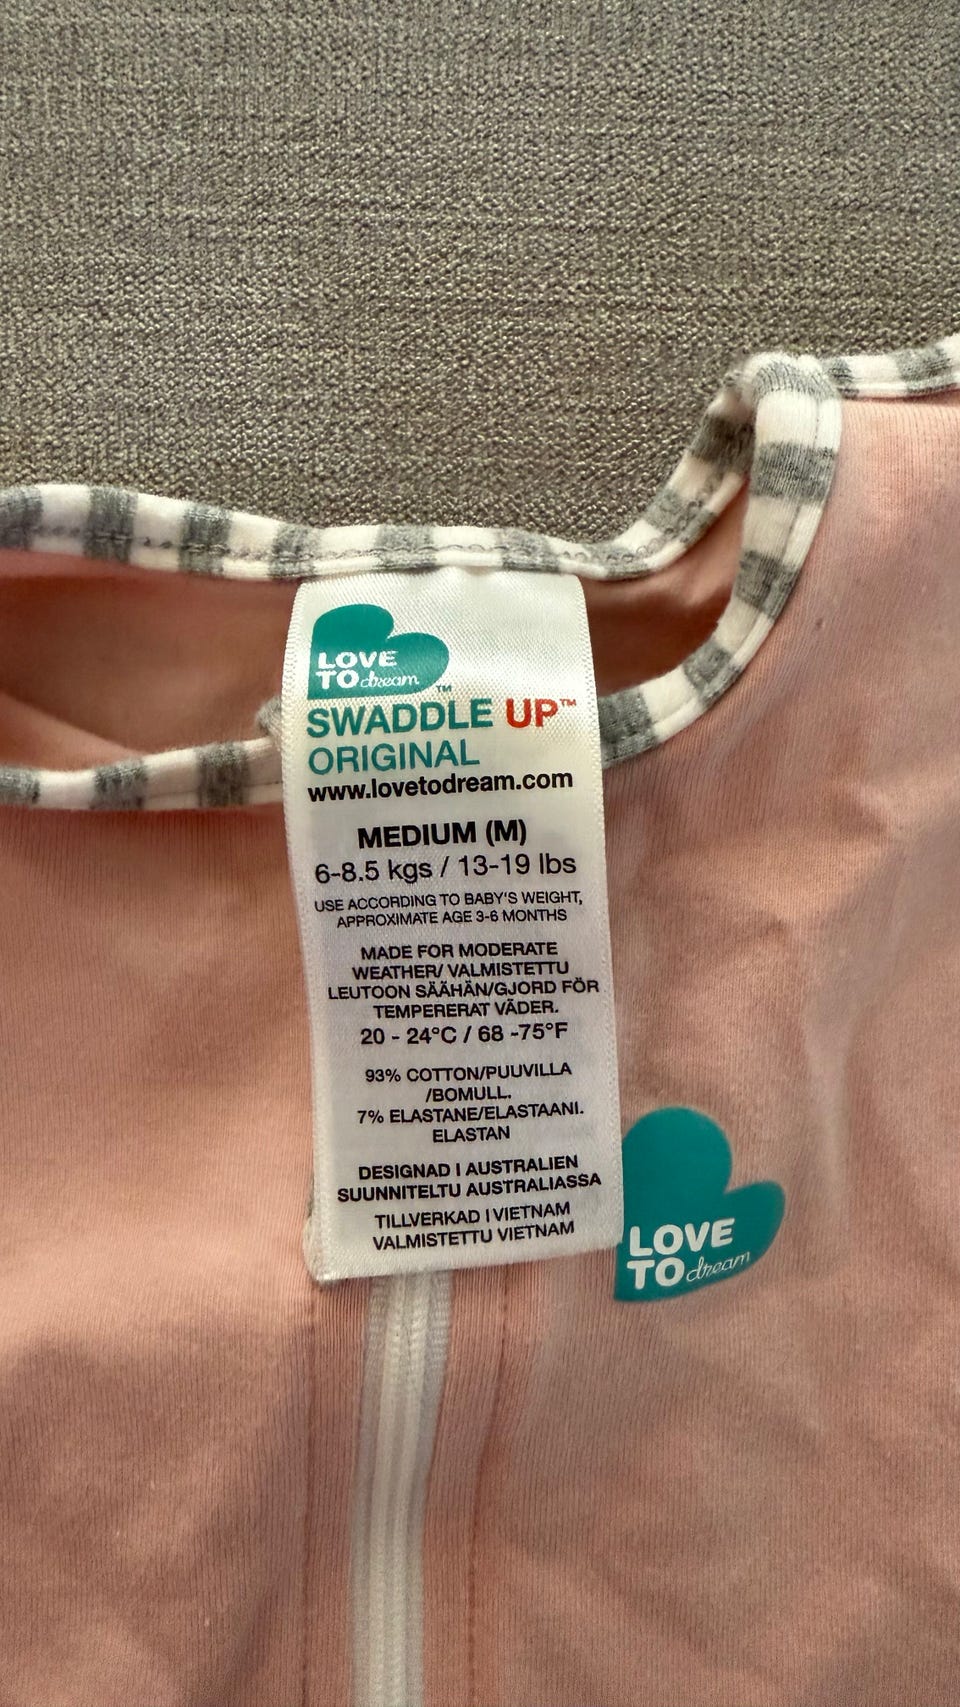 LOVE
TO dream ™
SWADDLE UP™
ORIGINAL
www.lovetodream.com
MEDIUM (M)
6-8.5 kgs / 13-19 lbs
USE ACCORDING TO BABY'S WEIGHT,
APPROXIMATE AGE 3-6 MONTHS
MADE FOR MODERATE
WEATHER/ VALMISTETTU
LEUTOON SÄÄHÄN/GJORD FÖR
TEMPERERAT VÄDER.
20 - 24°C / 68 -75°F
93% COTTON/PUUVILLA
/BOMULL.
7% ELASTANE/ELASTAANI.
ELASTAN
DESIGNAD I AUSTRALIEN
SUUNNITELTU AUSTRALIASSA
TILLVERKAD I VIETNAM
VALMISTETTU VIETNAM
LOVE
TO dream